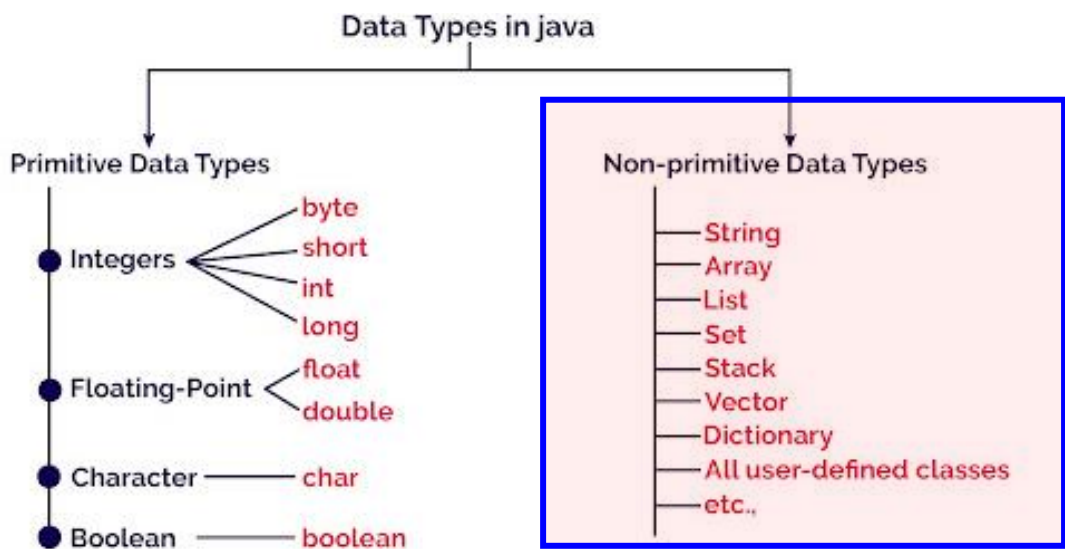 Data Types in java
Primitive Data Types
Integers
byte
short
int
long
Floating-Point
float
double
Character
char
Boolean
boolean
Non-primitive Data Types
String
Array
List
Set
Stack
Vector
Dictionary
All user-defined classes
etc.,